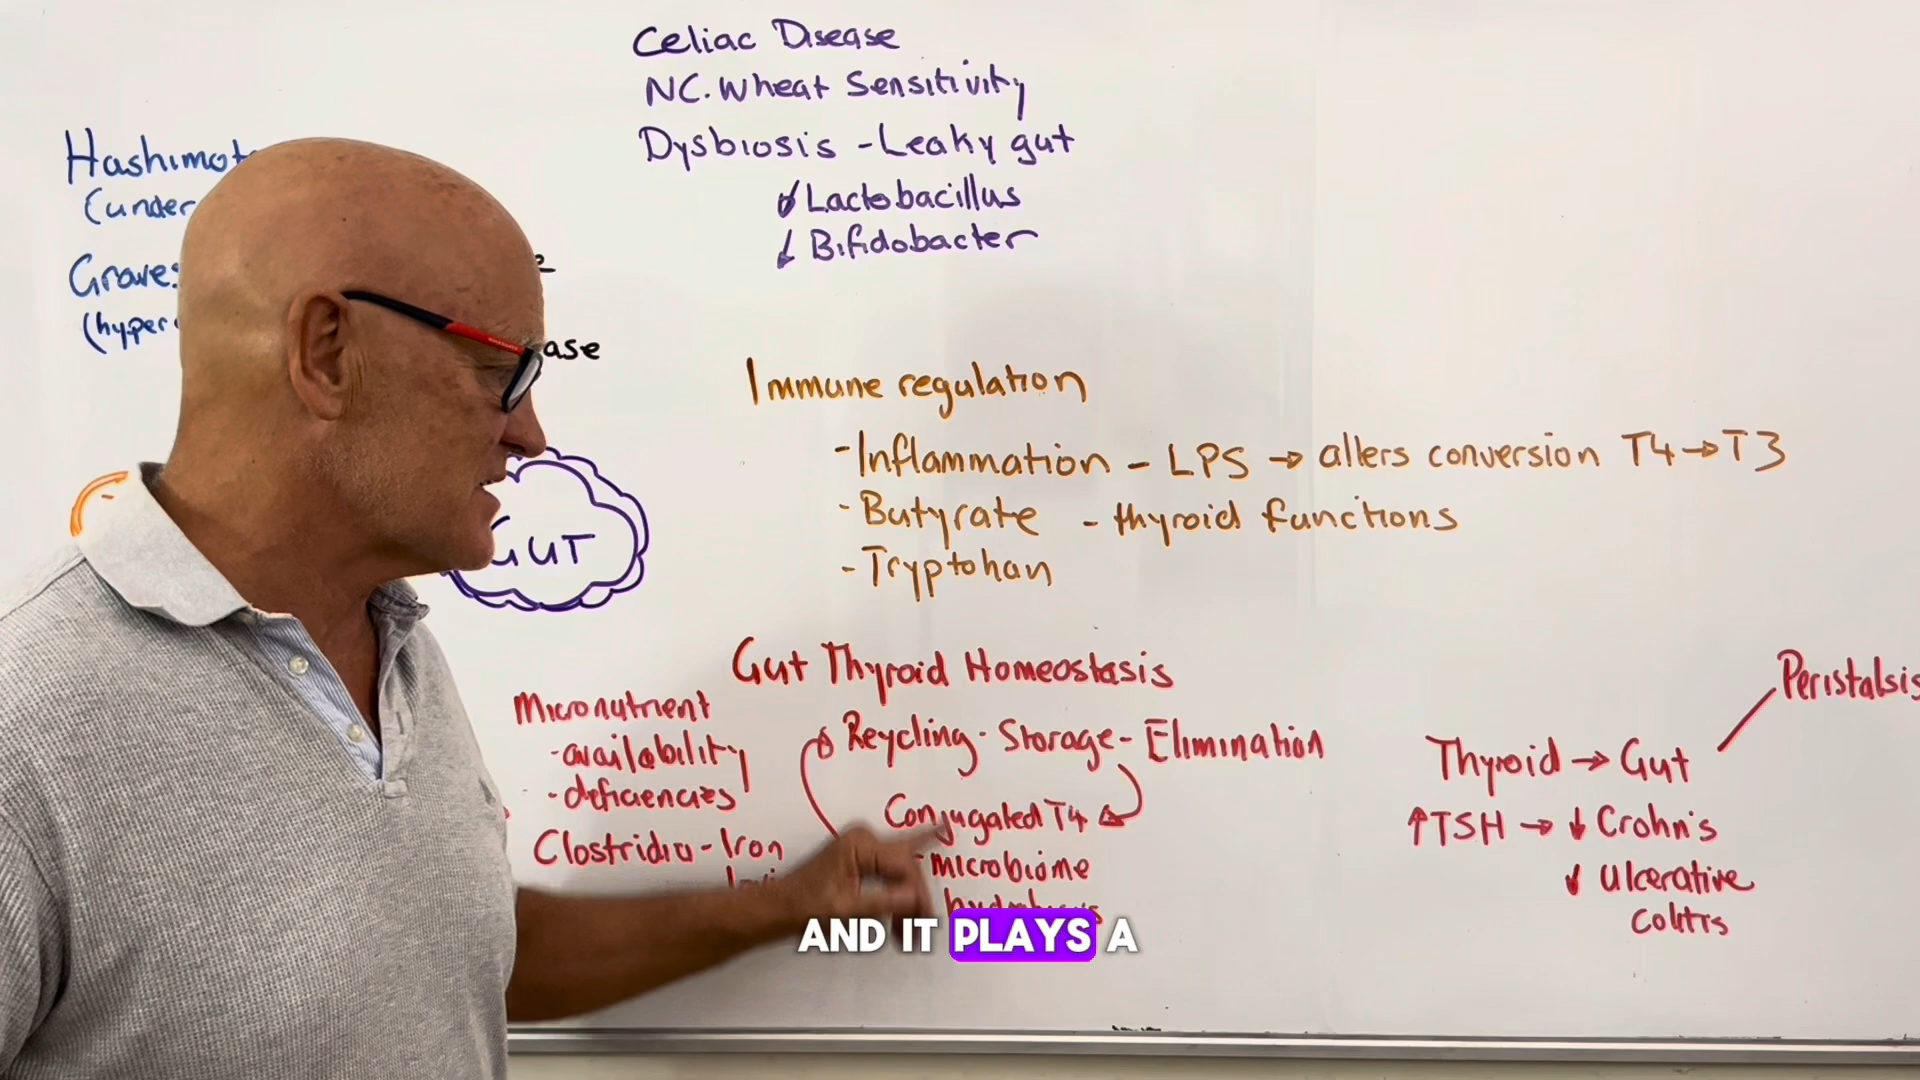 Celiac Disease
NC. Wheat Sensitivity
Dysbiosis - Leaky gut
↓ Lactobacillus
↓ Bifidobacter
Hashimot
(under
Graves
(hyper
ase
GUT
Immune regulation
- Inflammation - LPS → alters conversion T4→T3
- Butyrate - thyroid functions
- Tryptohan
Gut Thyroid Homeostasis
Micronutrient
- availability
- deficiencies
Clostridia - Iron
Reycling - Storage - Elimination
Conjugated T4
- microbiome
Thyroid → Gut
Peristalsis
↑TSH → ↓ Crohn's
↓ Ulcerative
Colitis
AND IT PLAYS A